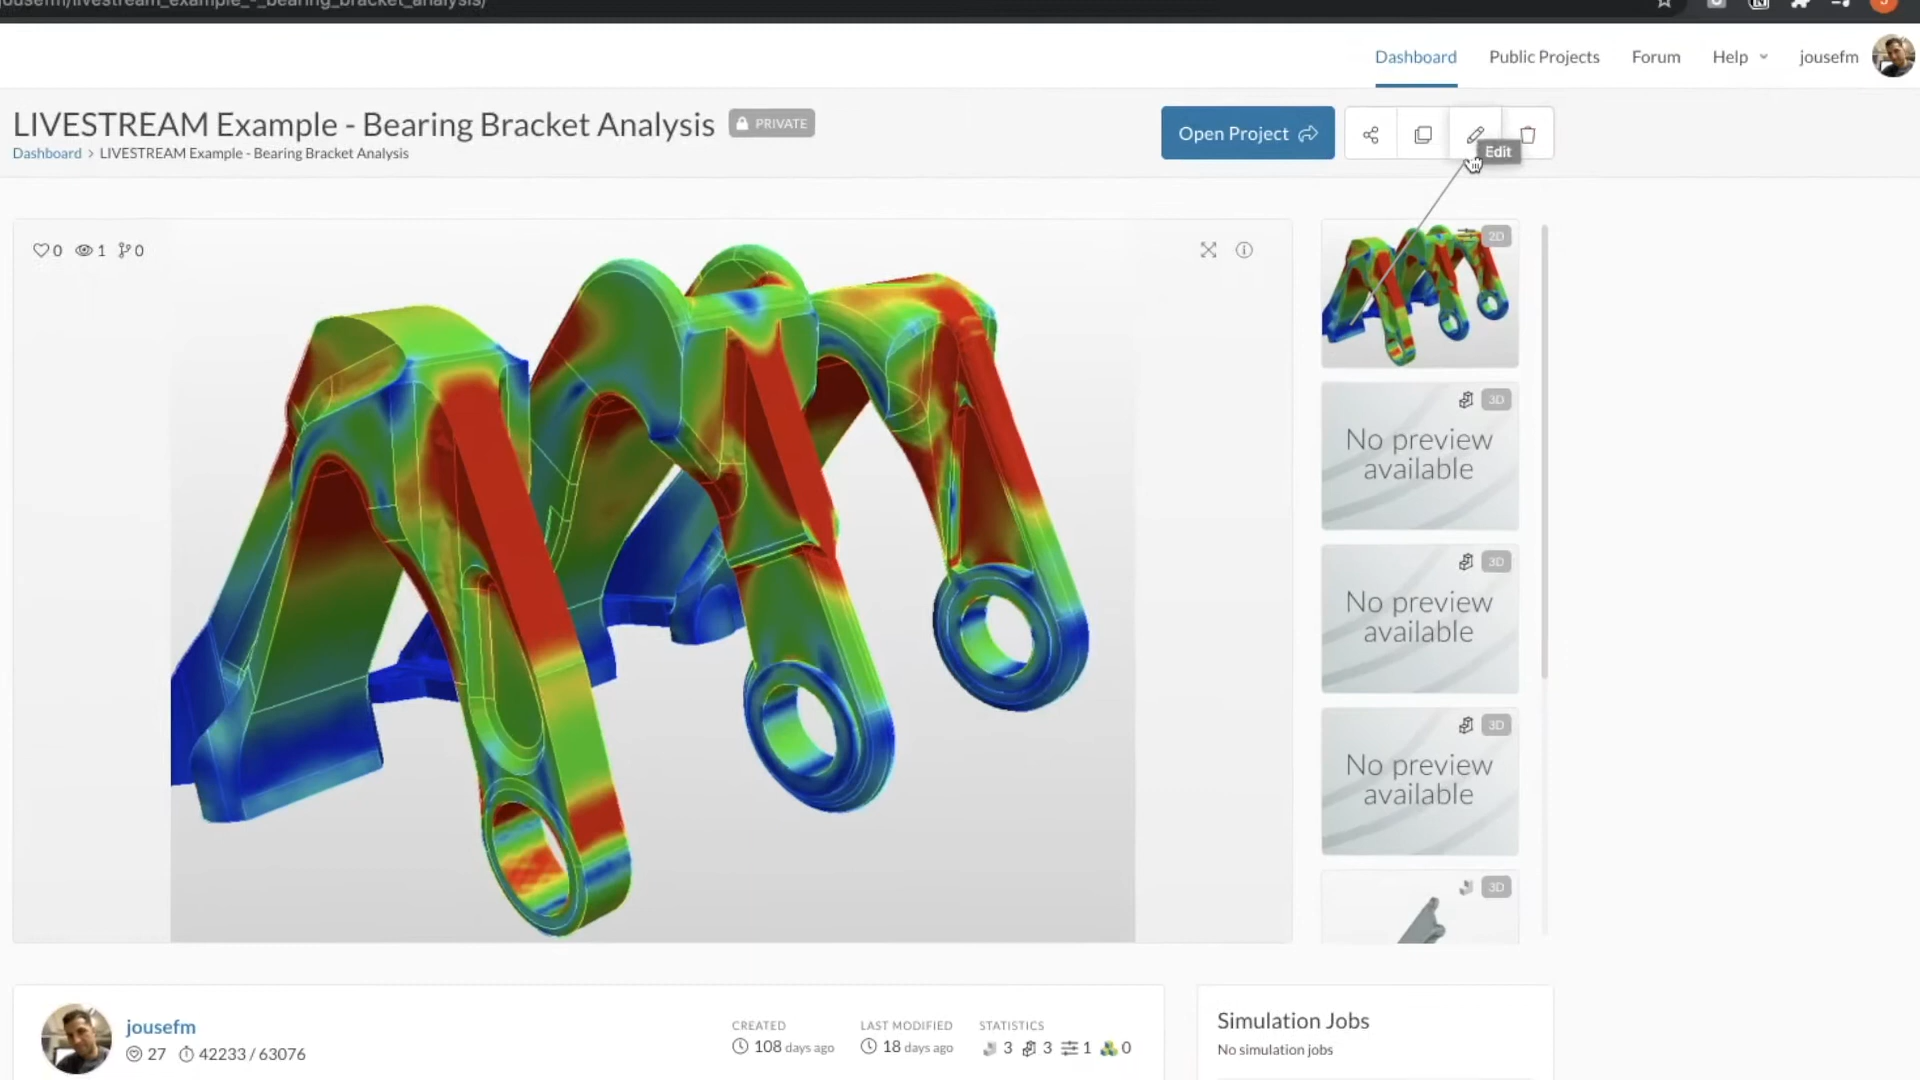 jousefm/livestream_example_-_bearing_bracket_analysis/
Dashboard
Public Projects
Forum
Help
jousefm
LIVESTREAM Example - Bearing Bracket Analysis
PRIVATE
Open Project
Edit
Dashboard > LIVESTREAM Example - Bearing Bracket Analysis
0 1 0
2D
3D
No preview
available
3D
No preview
available
3D
No preview
available
3D
jousefm
27 42233 / 63076
CREATED
108 days ago
LAST MODIFIED
18 days ago
STATISTICS
3 3 1 0
Simulation Jobs
No simulation jobs